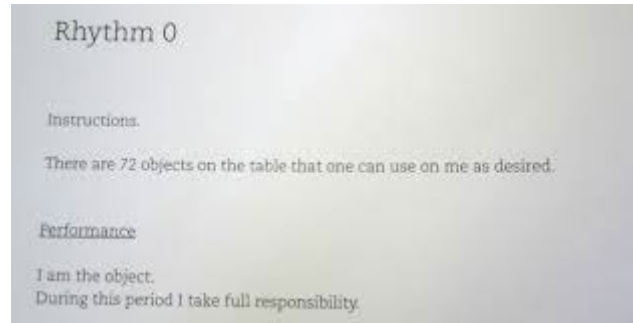 Rhythm 0
Instructions.
There are 72 objects on the table that one can use on me as desired.
Performance
I am the object.
During this period I take full responsibility.